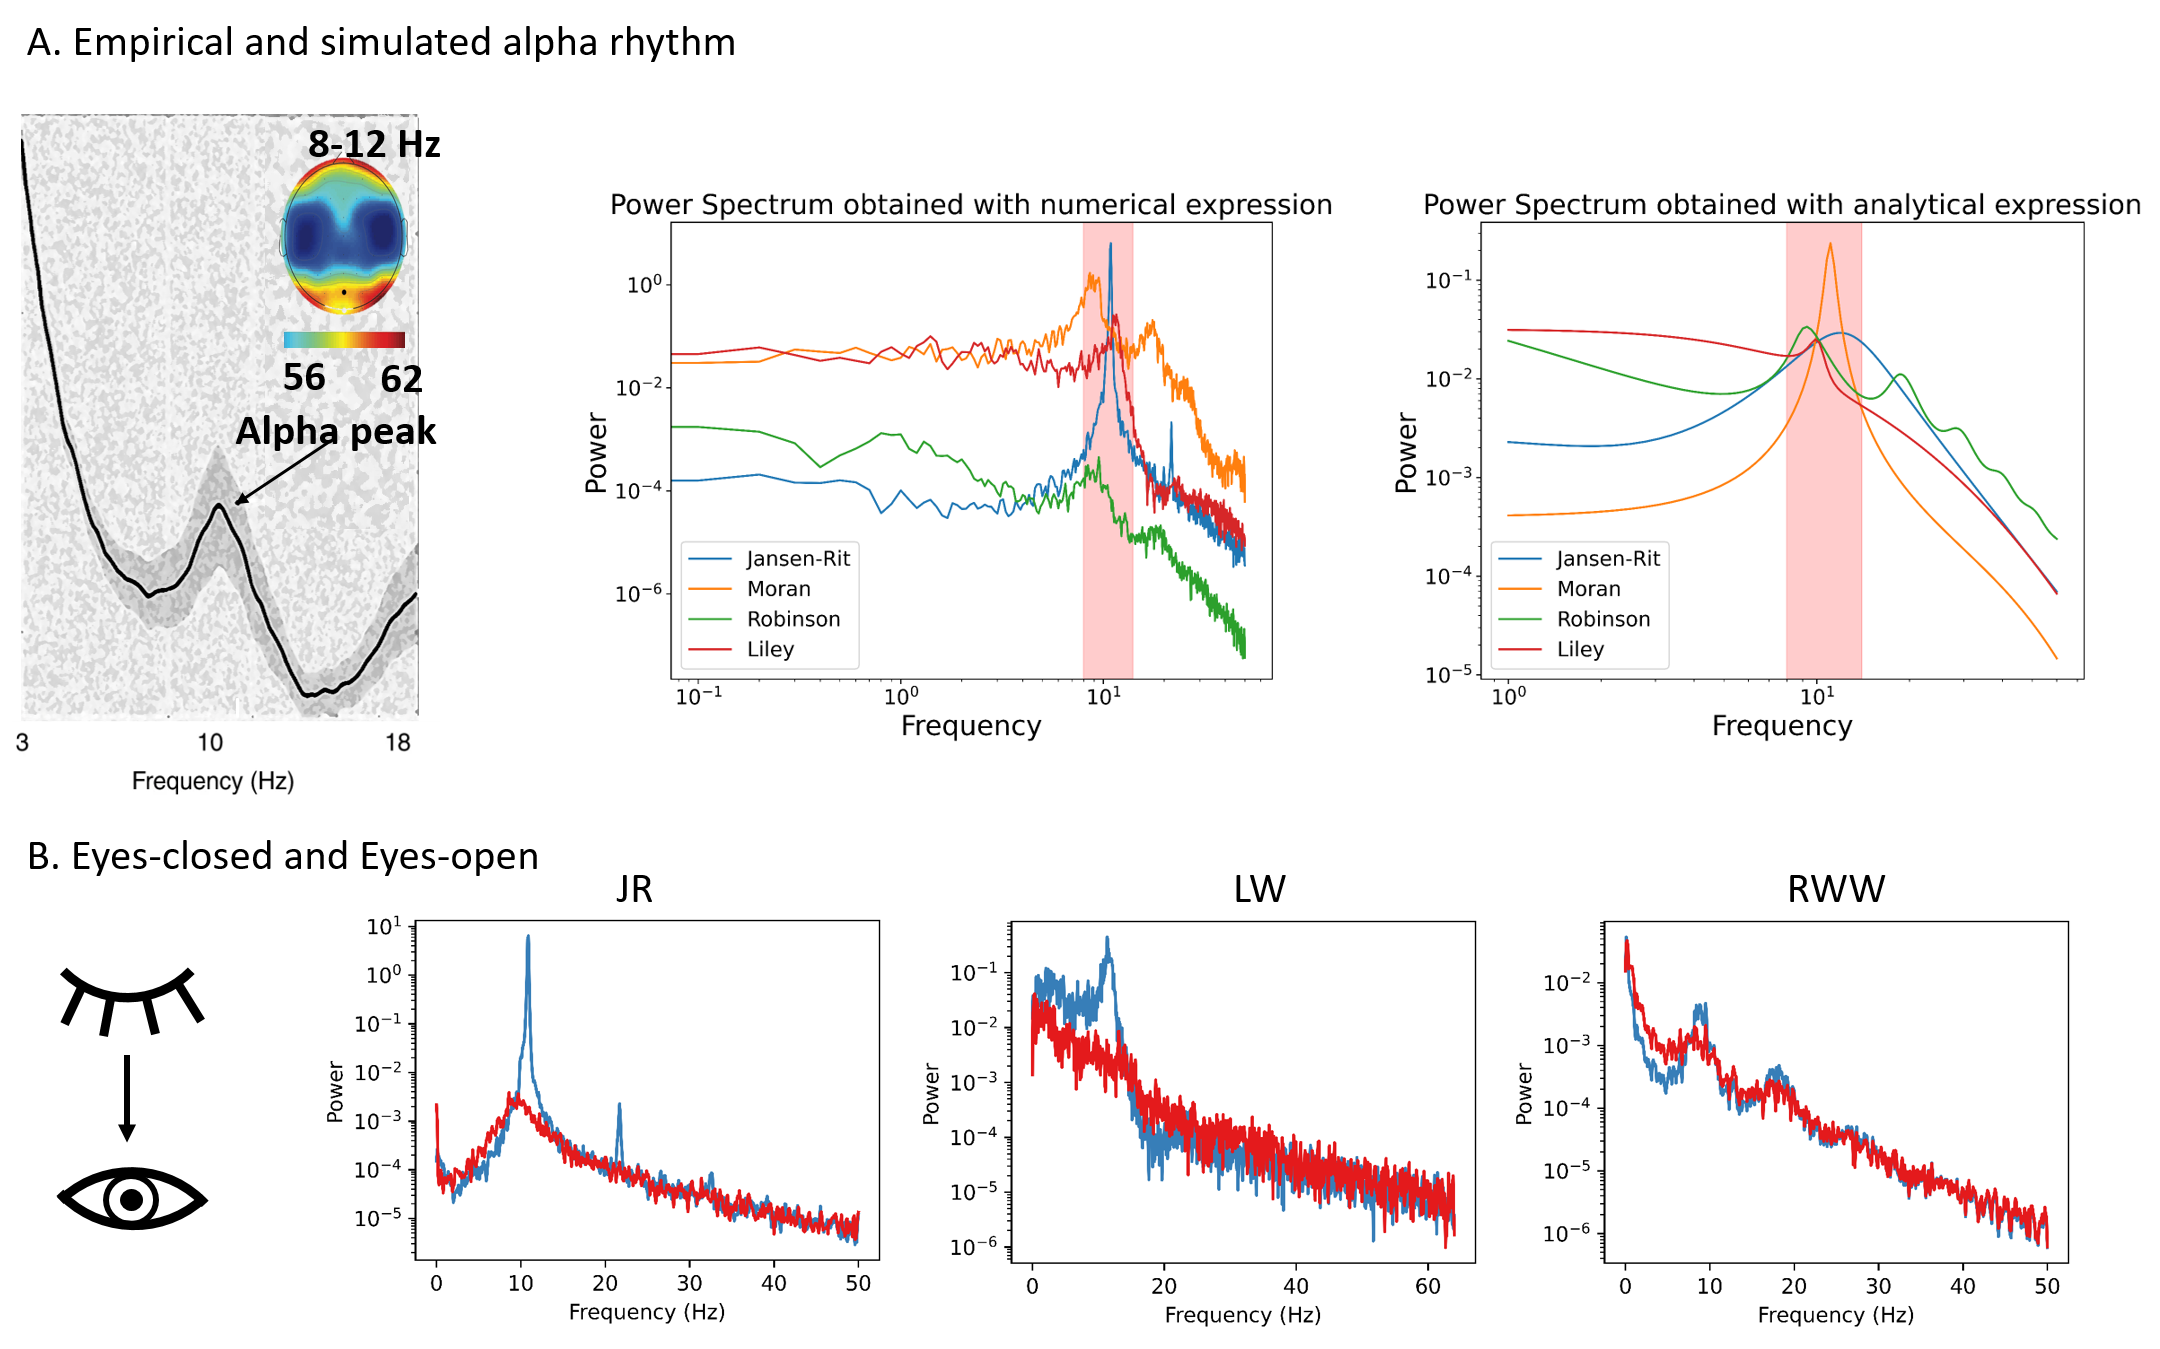 A. Empirical and simulated alpha rhythm
8-12 Hz
56 62
Alpha peak
3 10 18
Frequency (Hz)
Power Spectrum obtained with numerical expression
Power
10⁰
10⁻²
10⁻⁴
10⁻⁶
Jansen-Rit
Moran
Robinson
Liley
10⁻¹ 10⁰ 10¹
Frequency
Power Spectrum obtained with analytical expression
Power
10⁻¹
10⁻²
10⁻³
10⁻⁴
10⁻⁵
Jansen-Rit
Moran
Robinson
Liley
10⁰ 10¹
Frequency
B. Eyes-closed and Eyes-open
JR
Power
10¹
10⁰
10⁻¹
10⁻²
10⁻³
10⁻⁴
10⁻⁵
0 10 20 30 40 50
Frequency (Hz)
LW
Power
10⁻¹
10⁻²
10⁻³
10⁻⁴
10⁻⁵
10⁻⁶
0 20 40 60
Frequency (Hz)
RWW
Power
10⁻²
10⁻³
10⁻⁴
10⁻⁵
10⁻⁶
0 10 20 30 40 50
Frequency (Hz)